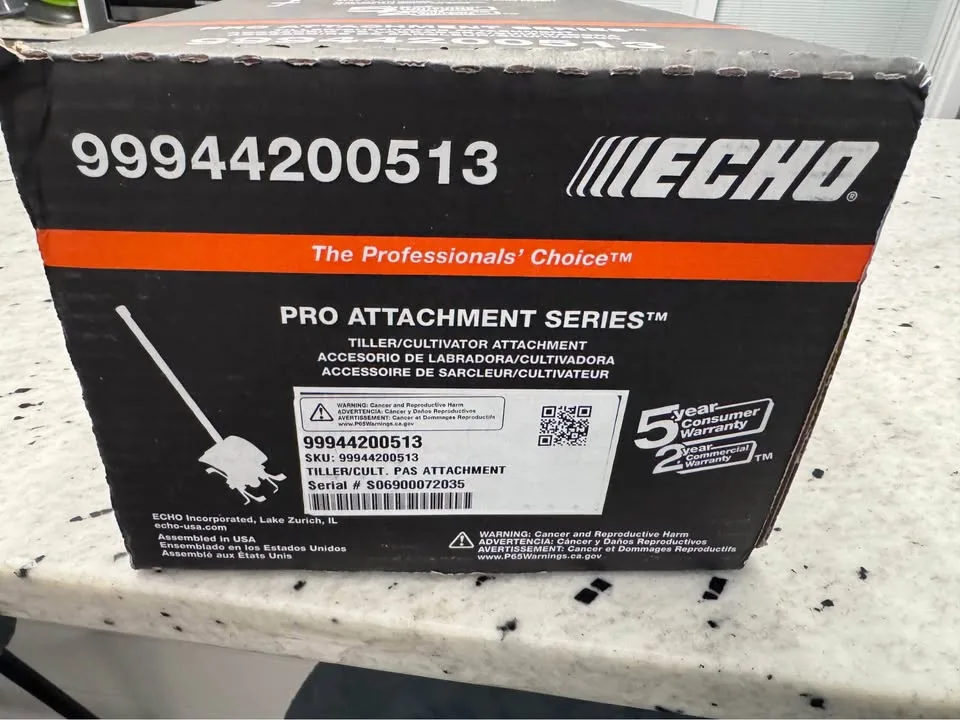 99944200513
ECHO®
The Professionals' Choice™
PRO ATTACHMENT SERIES™
TILLER/CULTIVATOR ATTACHMENT
ACCESORIO DE LABRADORA/CULTIVADORA
ACCESSOIRE DE SARCLEUR/CULTIVATEUR
WARNING: Cancer and Reproductive Harm
ADVERTENCIA: Cáncer y Daños Reproductivos
AVERTISSEMENT: Cancer et Dommages Reproductifs
www.P65Warnings.ca.gov
99944200513
SKU: 99944200513
TILLER/CULT. PAS ATTACHMENT
Serial # S06900072035
5 year Consumer Warranty
2 year Commercial Warranty™
ECHO Incorporated, Lake Zurich, IL
echo-usa.com
Assembled in USA
Ensemblado en los Estados Unidos
Assemblé aux États Unis
WARNING: Cancer and Reproductive Harm
ADVERTENCIA: Cáncer y Daños Reproductivos
AVERTISSEMENT: Cancer et Dommages Reproductifs
www.P65Warnings.ca.gov